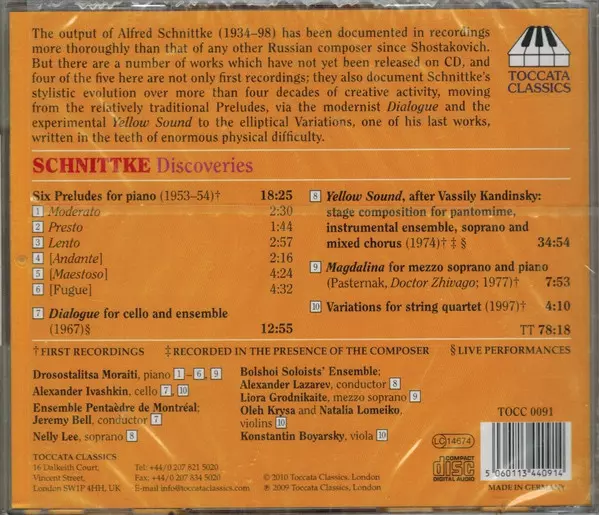 The output of Alfred Schnittke (1934–98) has been documented in recordings
more thoroughly than that of any other Russian composer since Shostakovich.
But there are a number of works which have not yet been released on CD, and
four of the five here are not only first recordings; they also document Schnittke's
stylistic evolution over more than four decades of creative activity, moving
from the relatively traditional Preludes, via the modernist Dialogue and the
experimental Yellow Sound to the elliptical Variations, one of his last works,
written in the teeth of enormous physical difficulty.
TOCCATA
CLASSICS
SCHNITTKE Discoveries
Six Preludes for piano (1953–54)† 18:25
1 Moderato 2:30
2 Presto 1:44
3 Lento 2:57
4 [Andante] 2:16
5 [Maestoso] 4:24
6 [Fugue] 4:32
7 Dialogue for cello and ensemble
(1967)§ 12:55
8 Yellow Sound, after Vassily Kandinsky:
stage composition for pantomime,
instrumental ensemble, soprano and
mixed chorus (1974)† ‡ § 34:54
9 Magdalina for mezzo soprano and piano
(Pasternak, Doctor Zhivago; 1977)† 7:53
10 Variations for string quartet (1997)† 4:10
TT 78:18
† FIRST RECORDINGS ‡ RECORDED IN THE PRESENCE OF THE COMPOSER § LIVE PERFORMANCES
Drosostalitsa Moraiti, piano 1–6, 9
Alexander Ivashkin, cello 7, 10
Ensemble Pentaèdre de Montréal;
Jeremy Bell, conductor 7
Nelly Lee, soprano 8
Bolshoi Soloists' Ensemble;
Alexander Lazarev, conductor 8
Liora Grodnikaite, mezzo soprano 9
Oleh Krysa and Natalia Lomeiko,
violins 10
Konstantin Boyarsky, viola 10
TOCCATA CLASSICS
16 Dalkeith Court,
Vincent Street,
London SW1P 4HH, UK
Tel: +44/0 207 821 5020
Fax: +44/0 207 834 5020
E-mail info@toccataclassics.com
© 2010 Toccata Classics, London
℗ 2009 Toccata Classics, London
LC 14674
COMPACT
disc
DIGITAL AUDIO
TOCC 0091
5 060113 440914
MADE IN GERMANY